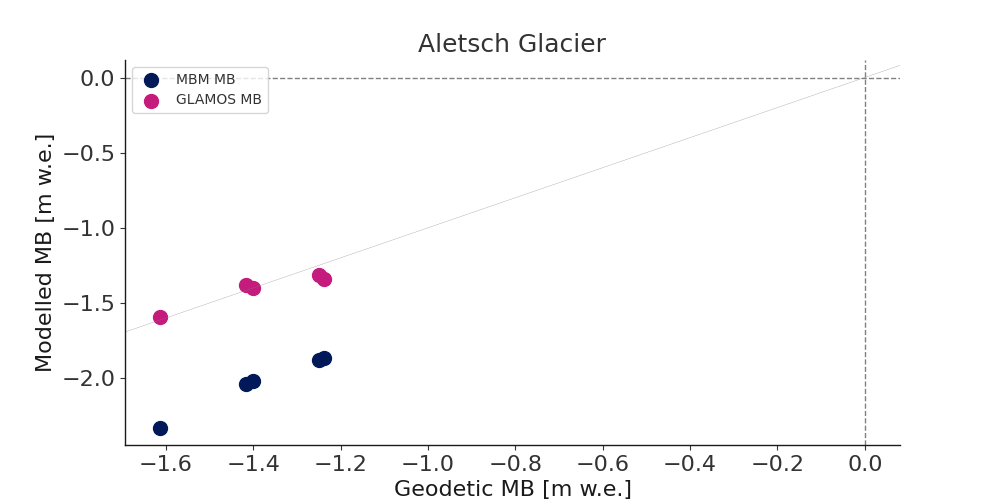 Aletsch Glacier
MBM MB
GLAMOS MB
Modelled MB [m w.e.]
0.0
−0.5
−1.0
−1.5
−2.0
−1.6
−1.4
−1.2
−1.0
−0.8
−0.6
−0.4
−0.2
0.0
Geodetic MB [m w.e.]